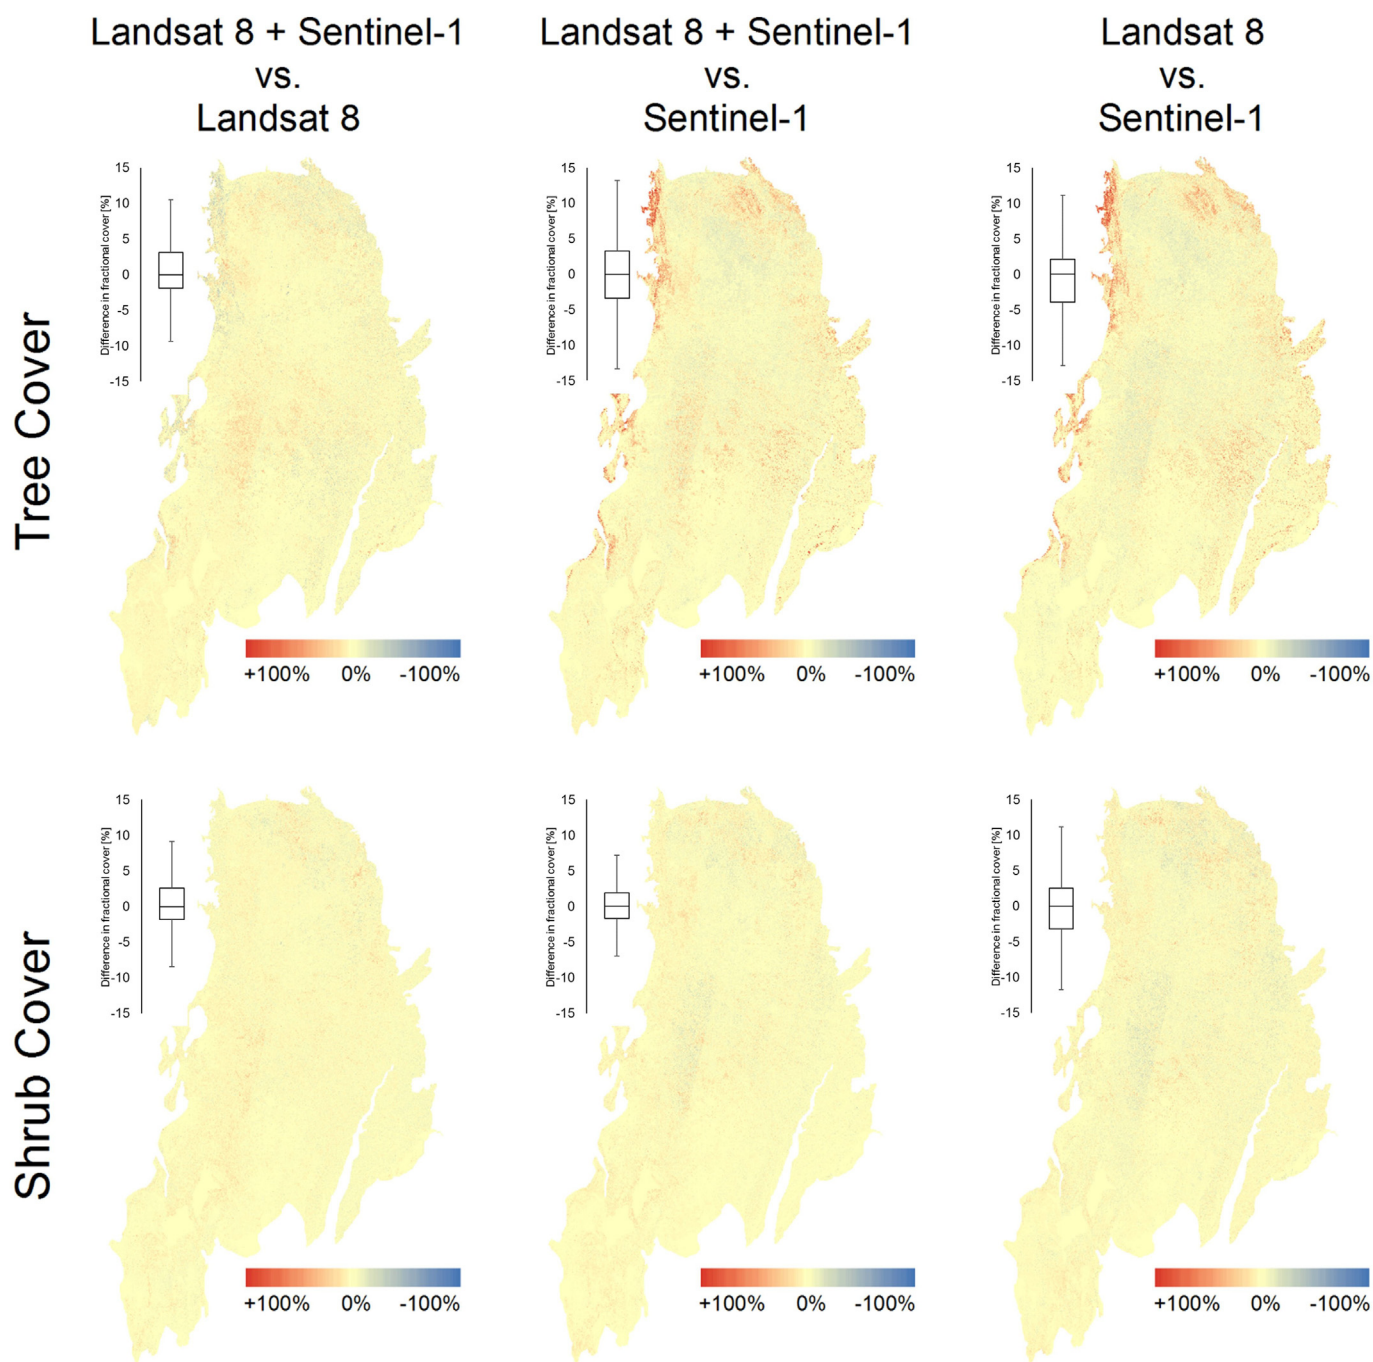 Landsat 8 + Sentinel-1
vs.
Landsat 8
Landsat 8 + Sentinel-1
vs.
Sentinel-1
Landsat 8
vs.
Sentinel-1
Tree Cover
Difference in fractional cover [%]
15
10
5
0
-5
-10
-15
+100% 0% -100%
Difference in fractional cover [%]
15
10
5
0
-5
-10
-15
+100% 0% -100%
Difference in fractional cover [%]
15
10
5
0
-5
-10
-15
+100% 0% -100%
Shrub Cover
Difference in fractional cover [%]
15
10
5
0
-5
-10
-15
+100% 0% -100%
Difference in fractional cover [%]
15
10
5
0
-5
-10
-15
+100% 0% -100%
Difference in fractional cover [%]
15
10
5
0
-5
-10
-15
+100% 0% -100%